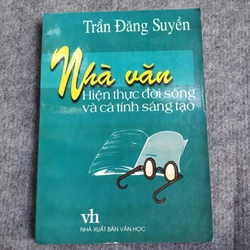 Trần Đăng Suyền
Nhà văn
Hiện thực đời sống
và cá tính sáng tạo
vh
NHÀ XUẤT BẢN VĂN HỌC